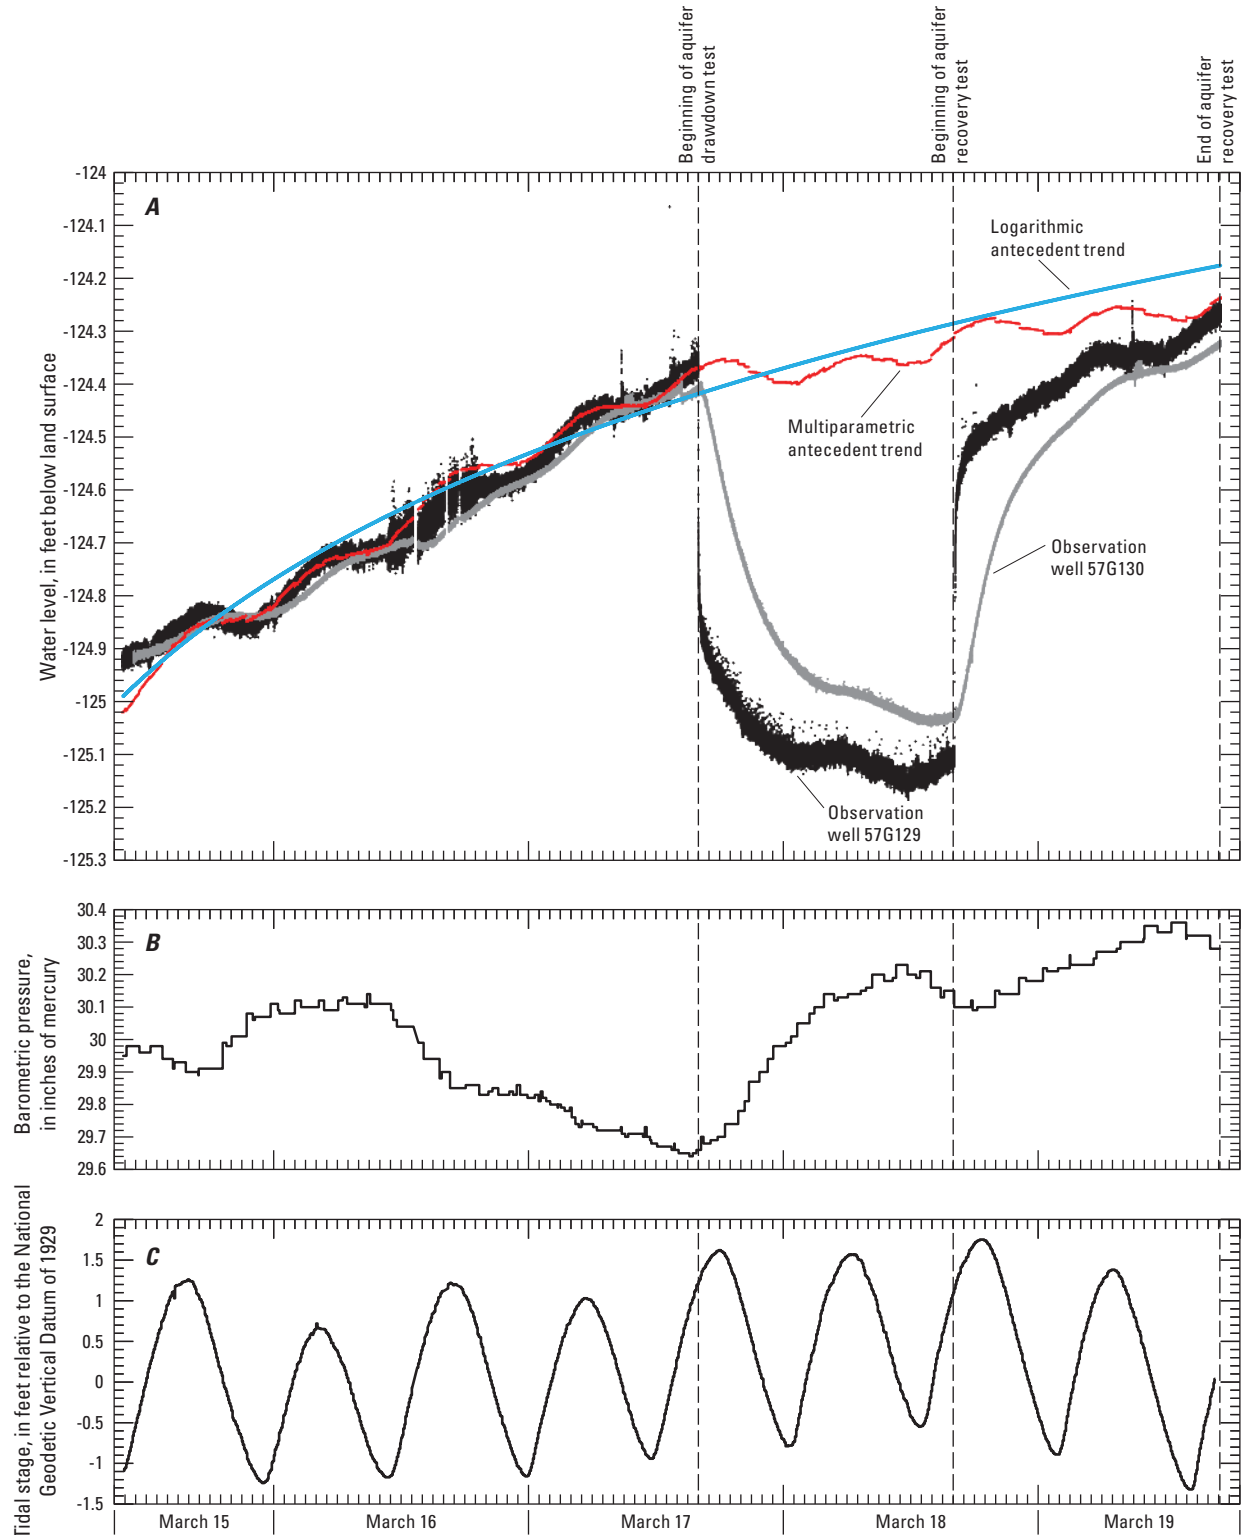 Beginning of aquifer
drawdown test
Beginning of aquifer
recovery test
End of aquifer
recovery test
A
Water level, in feet below land surface
-124
-124.1
-124.2
-124.3
-124.4
-124.5
-124.6
-124.7
-124.8
-124.9
-125
-125.1
-125.2
-125.3
Logarithmic
antecedent trend
Multiparametric
antecedent trend
Observation
well 57G130
Observation
well 57G129
B
Barometric pressure,
in inches of mercury
30.4
30.3
30.2
30.1
30
29.9
29.8
29.7
29.6
C
Tidal stage, in feet relative to the National
Geodetic Vertical Datum of 1929
2
1.5
1
0.5
0
-0.5
-1
-1.5
March 15
March 16
March 17
March 18
March 19